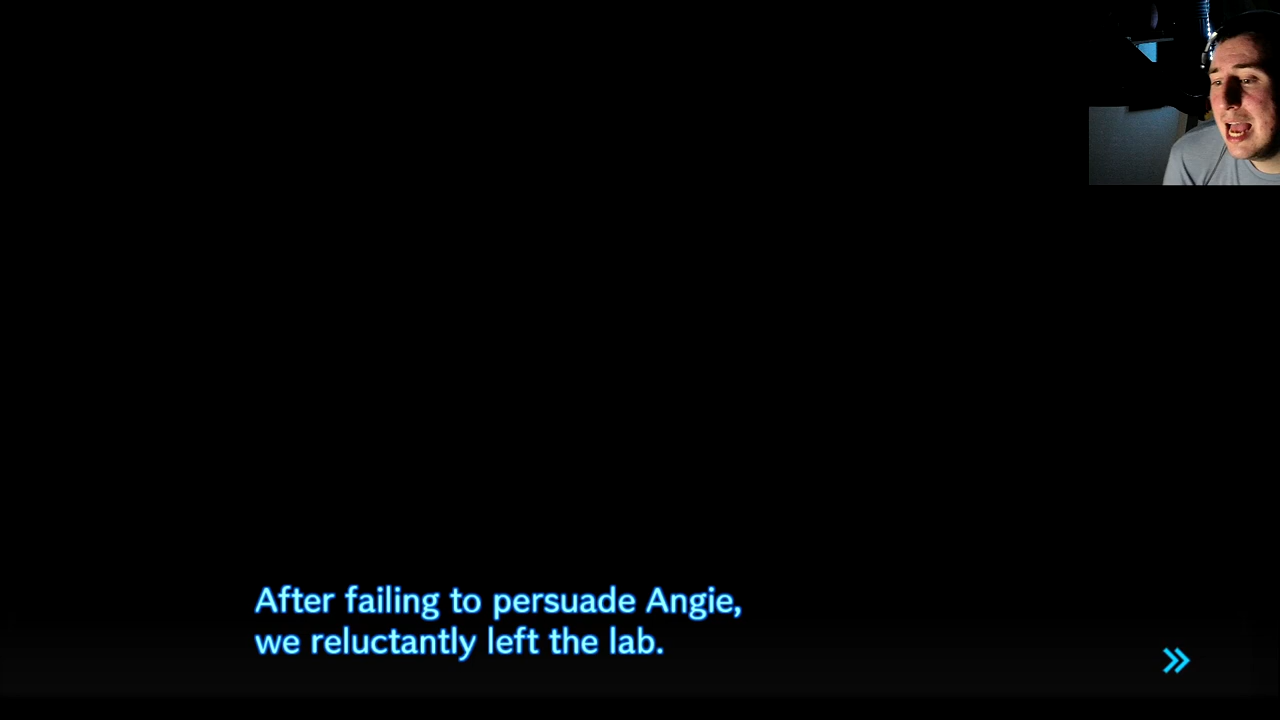 After failing to persuade Angie,
we reluctantly left the lab.